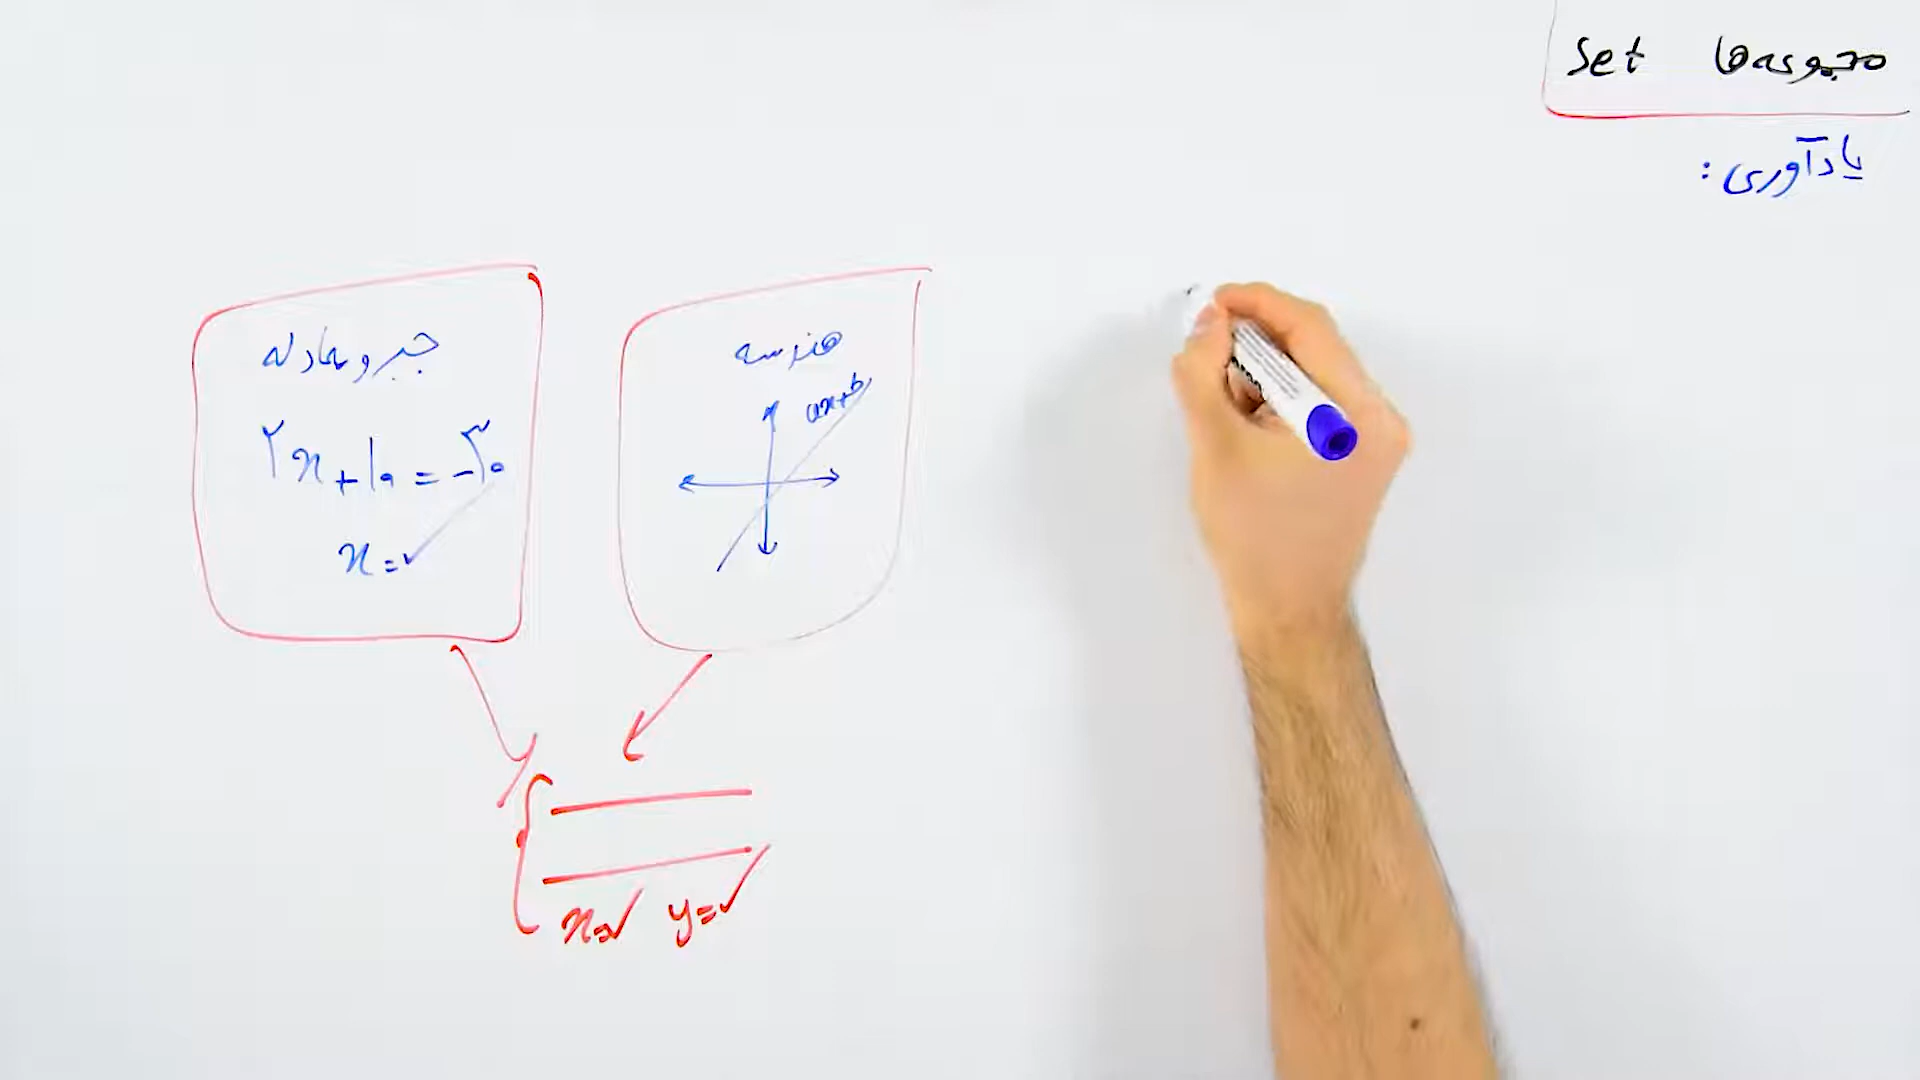 مجموعه‌ها Set
یادآوری:
هندسه
ax+b
جبر و معادله
۲x+۱۰=-۳۰
x=✓
x=✓ y=✓